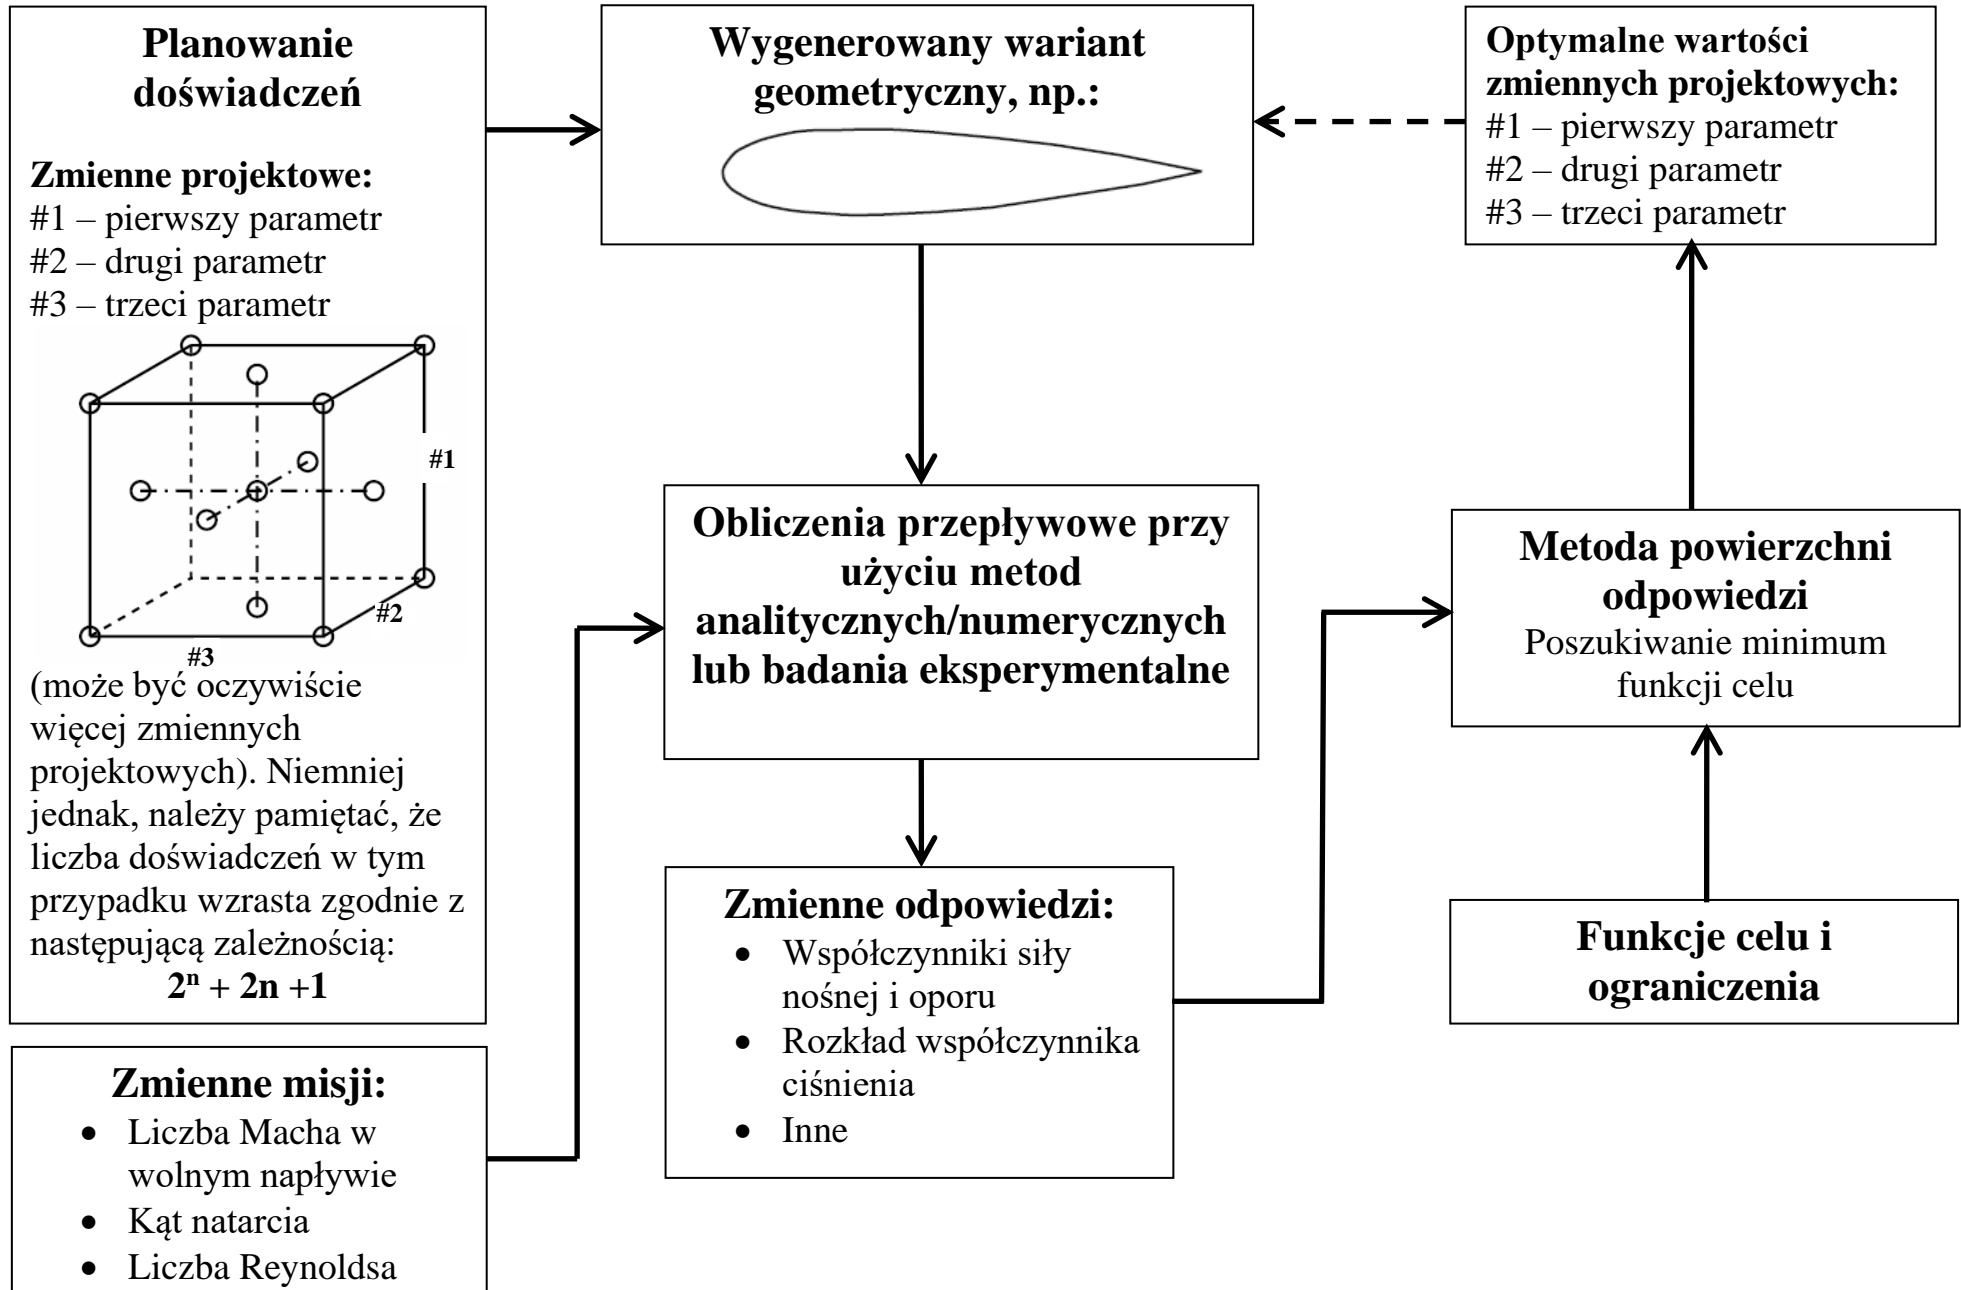 Planowanie
doświadczeń
Zmienne projektowe:
#1 – pierwszy parametr
#2 – drugi parametr
#3 – trzeci parametr
#1
#2
#3
(może być oczywiście
więcej zmiennych
projektowych). Niemniej
jednak, należy pamiętać, że
liczba doświadczeń w tym
przypadku wzrasta zgodnie z
następującą zależnością:
2ⁿ + 2n +1
Zmienne misji:
• Liczba Macha w
wolnym napływie
• Kąt natarcia
• Liczba Reynoldsa
Wygenerowany wariant
geometryczny, np.:
Obliczenia przepływowe przy
użyciu metod
analitycznych/numerycznych
lub badania eksperymentalne
Zmienne odpowiedzi:
• Współczynniki siły
nośnej i oporu
• Rozkład współczynnika
ciśnienia
• Inne
Optymalne wartości
zmiennych projektowych:
#1 – pierwszy parametr
#2 – drugi parametr
#3 – trzeci parametr
Metoda powierzchni
odpowiedzi
Poszukiwanie minimum
funkcji celu
Funkcje celu i
ograniczenia